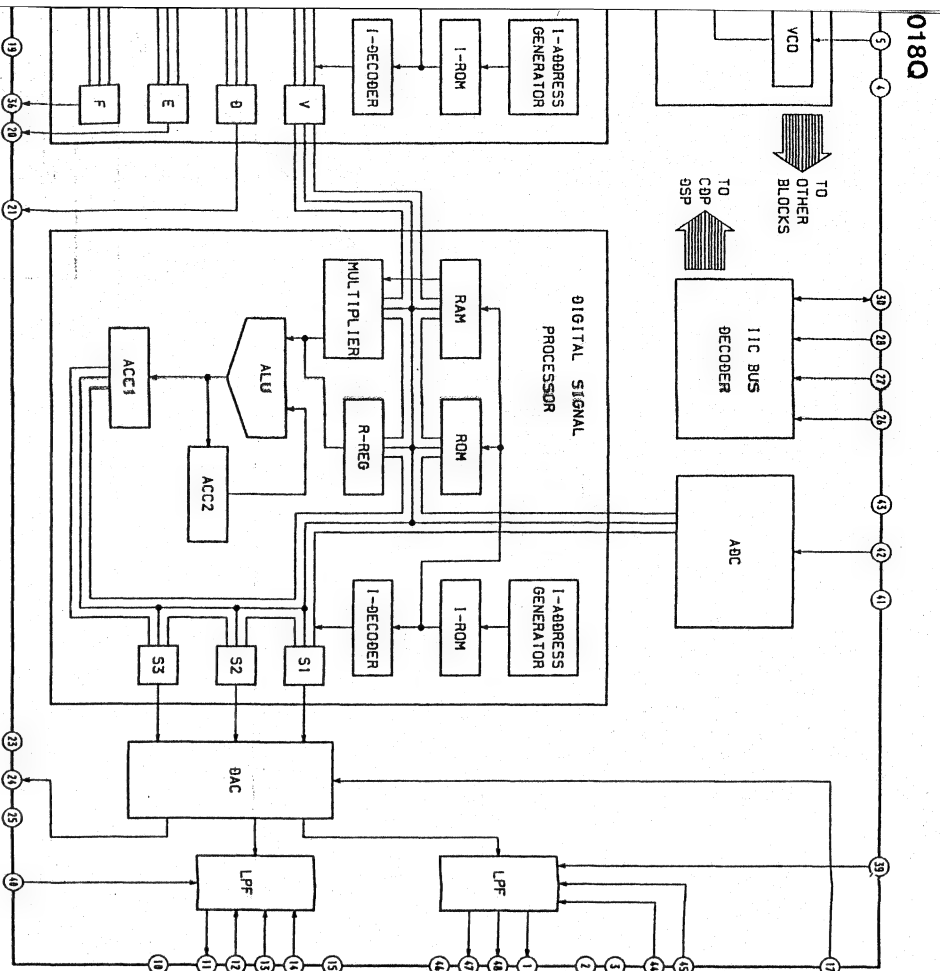 018Q
5
4
30
28
27
26
43
42
41
39
VCO
TO
OTHER
BLOCKS
IIC BUS
DECODER
ADC
TO
CDP
DSP
17
45
44
3
2
1
48
47
46
DIGITAL SIGNAL
PROCESSOR
I-ADDRESS
GENERATOR
I-ROM
I-DECODER
I-ADDRESS
GENERATOR
RAM
ROM
I-ROM
LPF
MULTIPLIER
R-REG
I-DECODER
V
D
E
F
ALU
ACC2
ACC1
S1
S2
S3
DAC
LPF
15
14
13
12
11
10
19
36
20
21
23
24
25
40